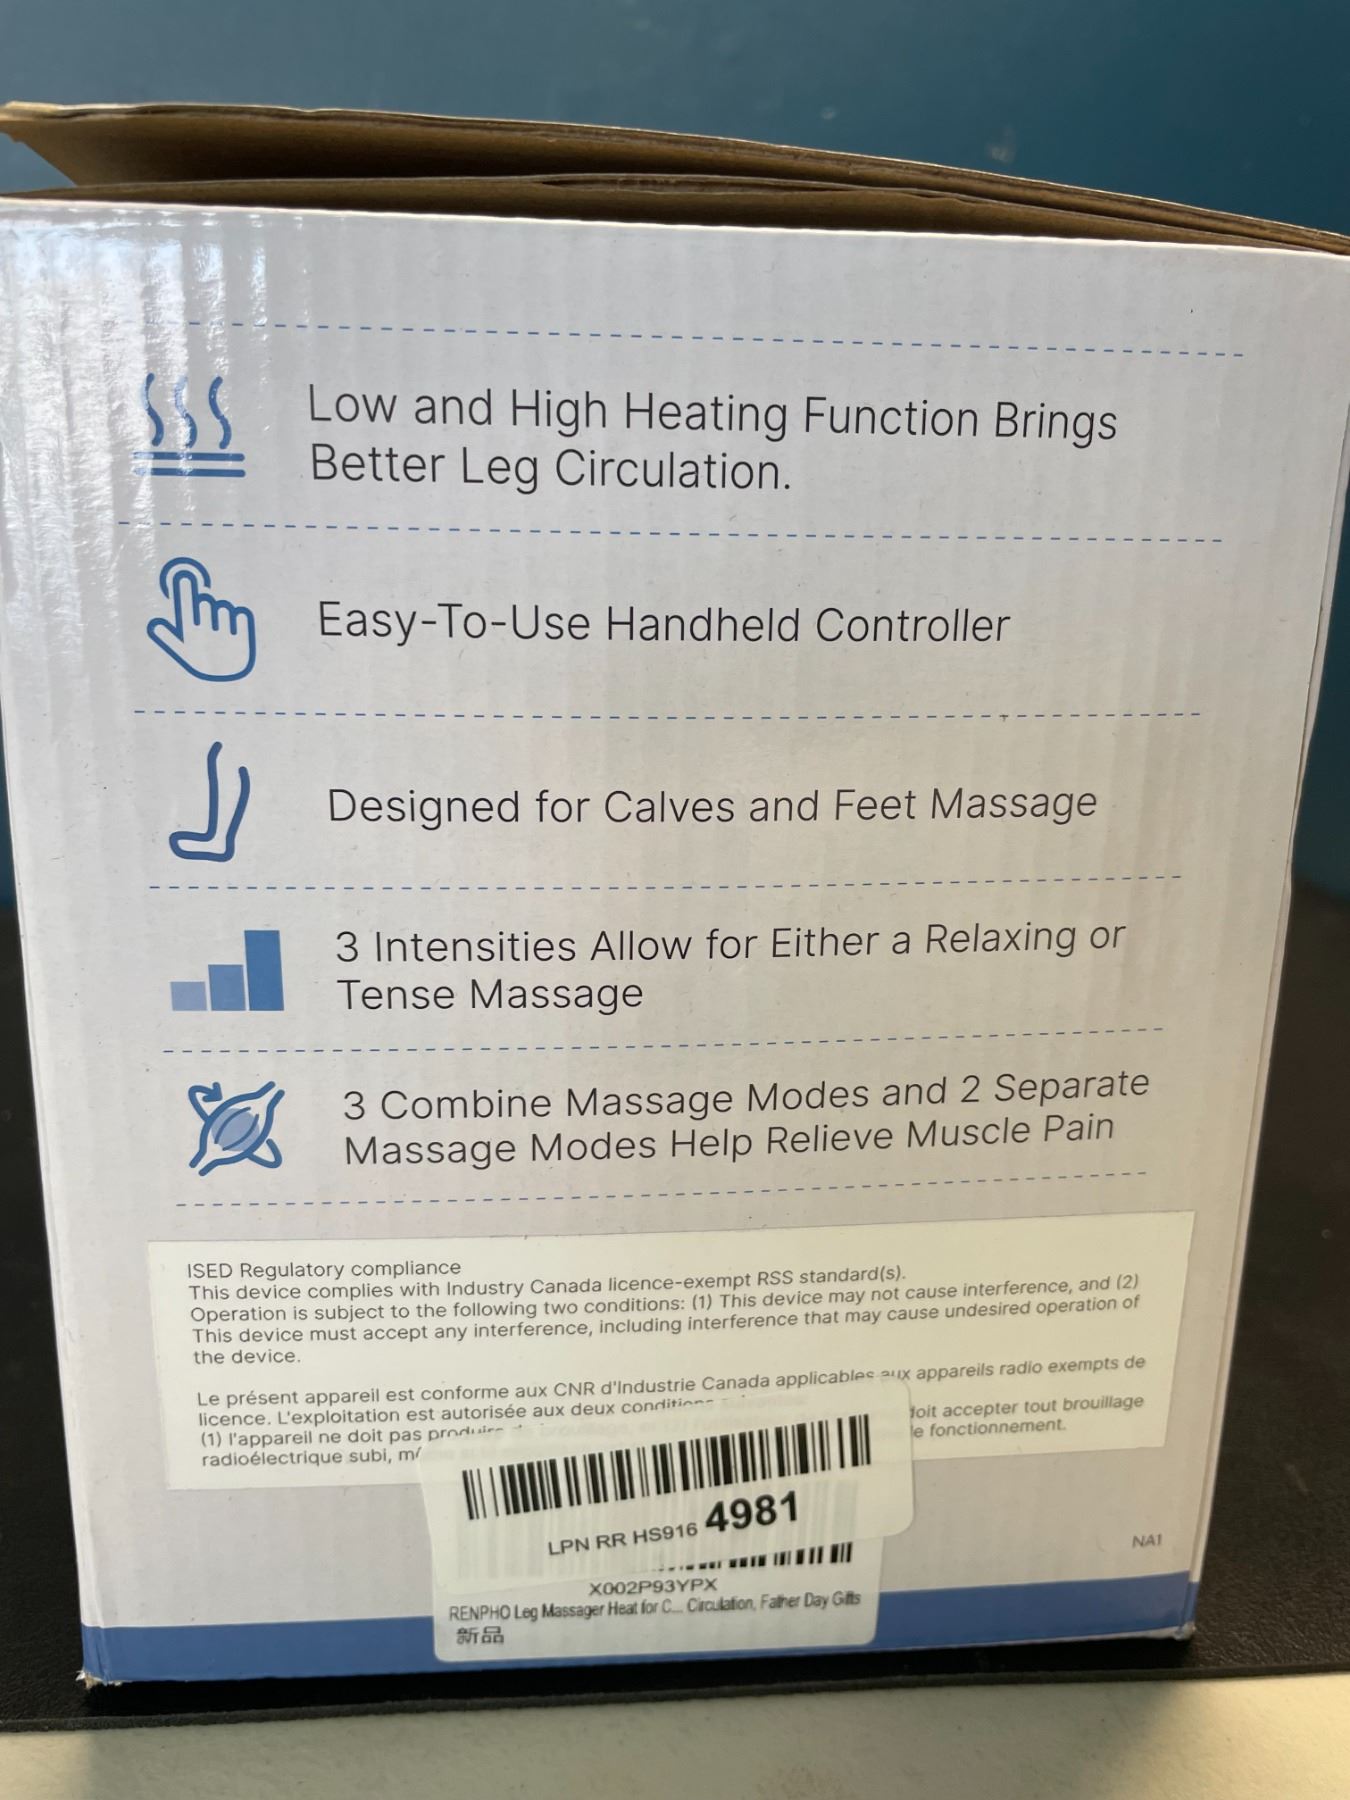 Low and High Heating Function Brings
Better Leg Circulation.
Easy-To-Use Handheld Controller
Designed for Calves and Feet Massage
3 Intensities Allow for Either a Relaxing or
Tense Massage
3 Combine Massage Modes and 2 Separate
Massage Modes Help Relieve Muscle Pain
ISED Regulatory compliance
This device complies with Industry Canada licence-exempt RSS standard(s).
Operation is subject to the following two conditions: (1) This device may not cause interference, and (2)
This device must accept any interference, including interference that may cause undesired operation of
the device.
Le présent appareil est conforme aux CNR d'Industrie Canada applicables aux appareils radio exempts de
licence. L'exploitation est autorisée aux deux
(1) l'appareil ne doit pas doit accepter tout brouillage
radioélectrique subi, fonctionnement.
LPN RR HS916 4981
X002P93YPX
RENPHO Leg Massager Heat for C... Circulation, Father Day Gifts
新品
NA1